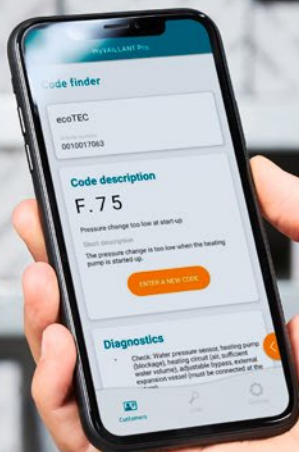 myVAILLANT Pro
Code finder
ecoTEC
Article number
0010017063
Code description
F.75
Pressure change too low at start-up
Short description
The pressure change is too low when the heating
pump is started up.
ENTER A NEW CODE
Diagnostics
- Check: Water pressure sensor, heating pump
(blockage), heating circuit (air, sufficient
water volume), adjustable bypass, external
expansion vessel (must be connected at the
Customers